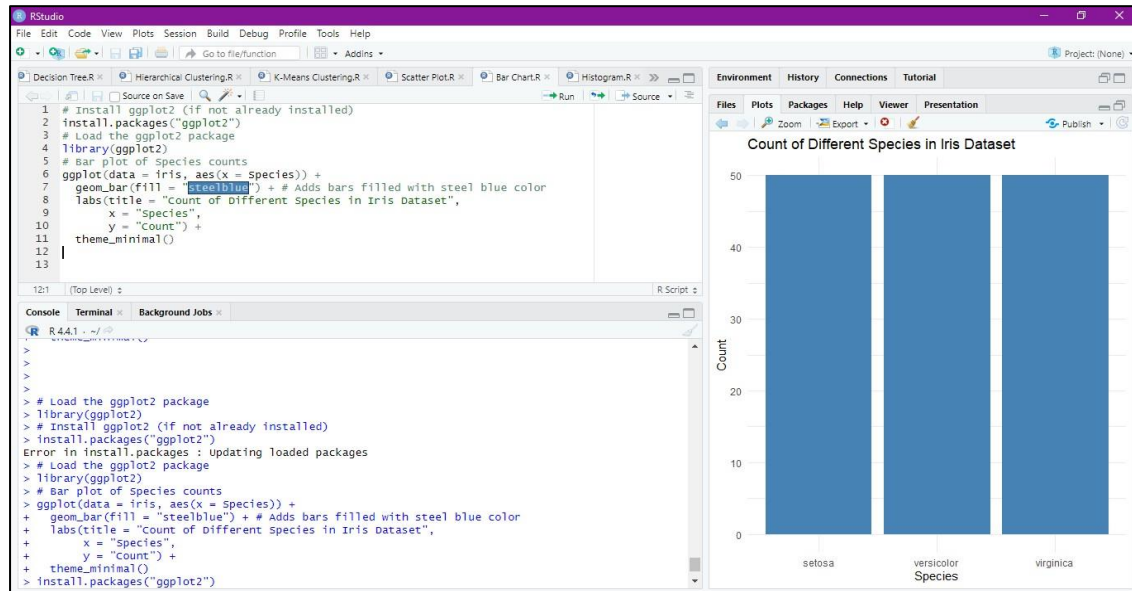 RStudio
File Edit Code View Plots Session Build Debug Profile Tools Help
Go to file/function Addins Project: (None)
Decision Tree.R Hierarchical Clustering.R K-Means Clustering.R Scatter Plot.R Bar Chart.R Histogram.R
Source on Save Run Source
1 # Install ggplot2 (if not already installed)
2 install.packages("ggplot2")
3 # Load the ggplot2 package
4 library(ggplot2)
5 # Bar plot of Species counts
6 ggplot(data = iris, aes(x = Species)) +
7 geom_bar(fill = "steelblue") + # Adds bars filled with steel blue color
8 labs(title = "Count of Different Species in Iris Dataset",
9 x = "Species",
10 y = "Count") +
11 theme_minimal()
12
13
12:1 (Top Level) R Script
Console Terminal Background Jobs
R 4.4.1 · ~/
+ theme_minimal()
>
>
>
>
> # Load the ggplot2 package
> library(ggplot2)
> # Install ggplot2 (if not already installed)
> install.packages("ggplot2")
Error in install.packages : Updating loaded packages
> # Load the ggplot2 package
> library(ggplot2)
> # Bar plot of Species counts
> ggplot(data = iris, aes(x = Species)) +
+ geom_bar(fill = "steelblue") + # Adds bars filled with steel blue color
+ labs(title = "Count of Different Species in Iris Dataset",
+ x = "Species",
+ y = "Count") +
+ theme_minimal()
> install.packages("ggplot2")
Environment History Connections Tutorial
Files Plots Packages Help Viewer Presentation
Zoom Export Publish
Count of Different Species in Iris Dataset
50
40
30
Count
20
10
0
setosa versicolor virginica
Species